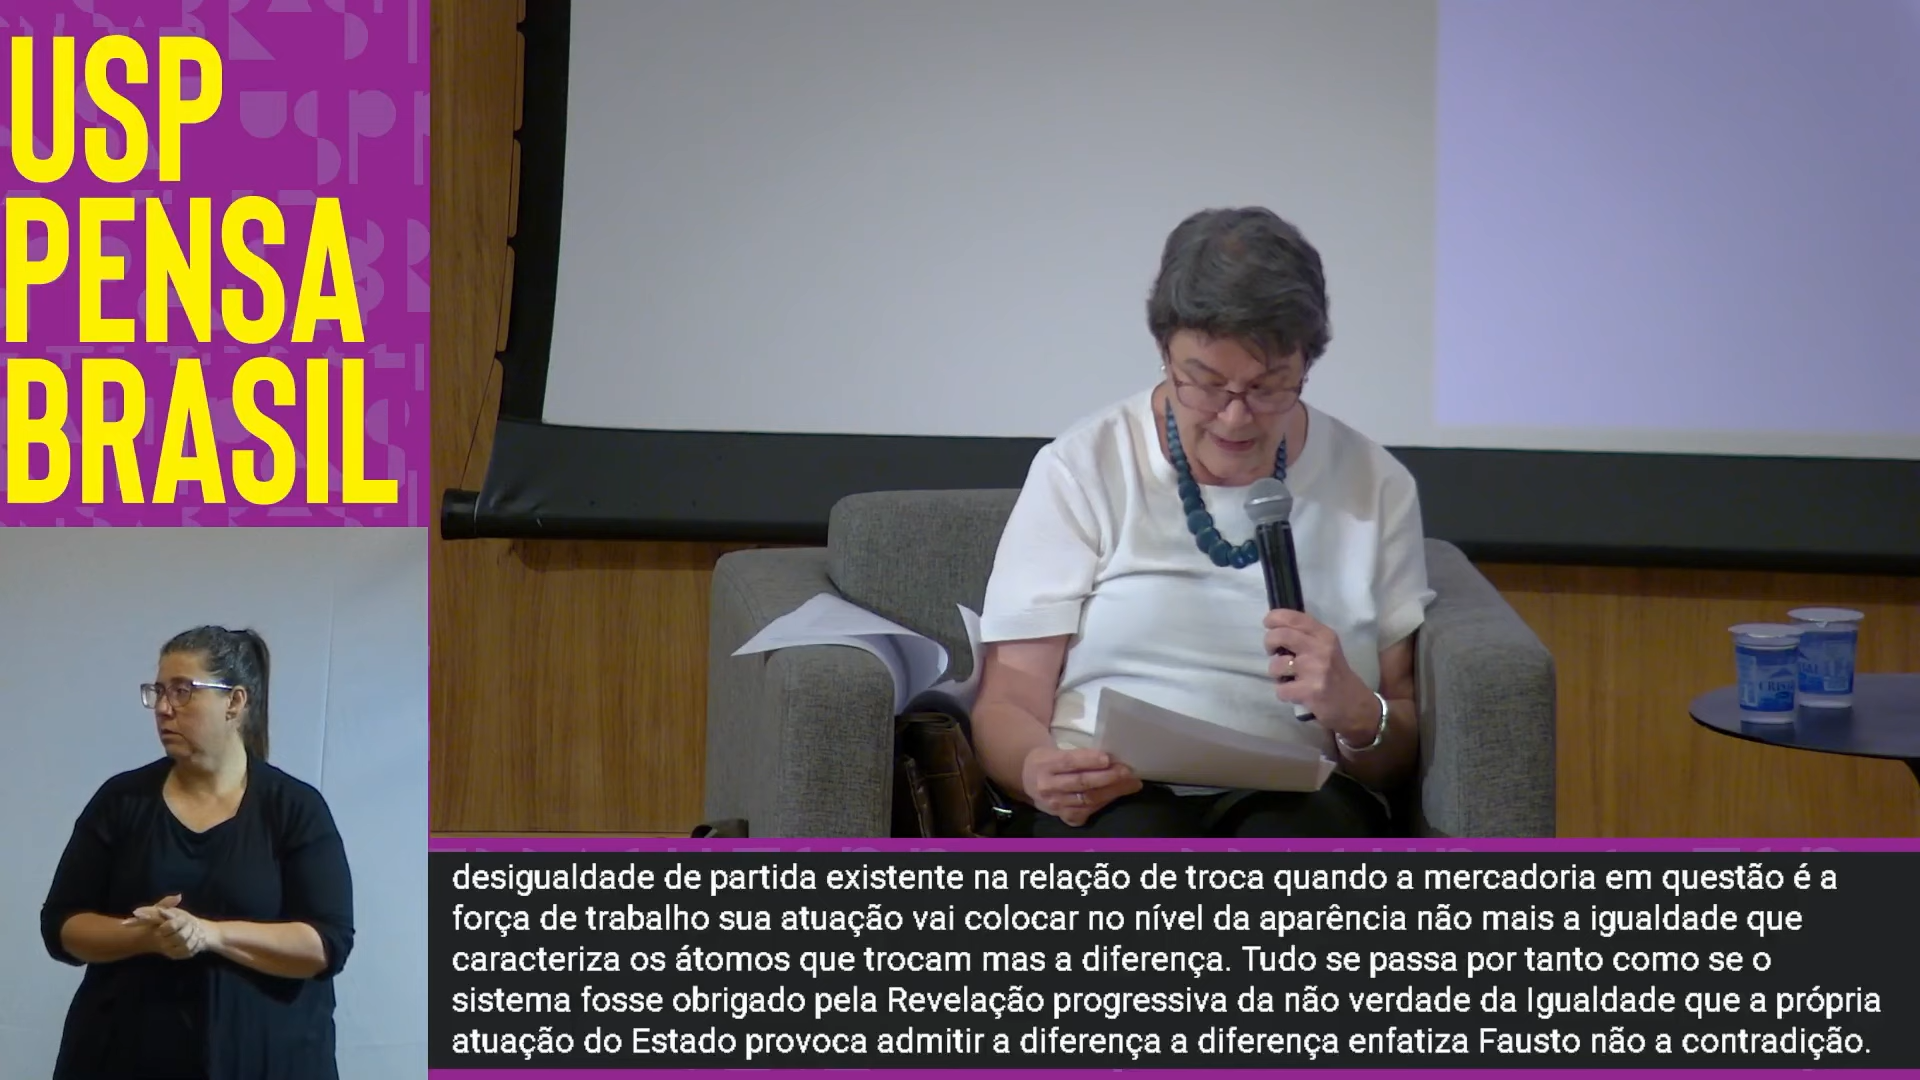 USP
PENSA
BRASIL
desigualdade de partida existente na relação de troca quando a mercadoria em questão é a
força de trabalho sua atuação vai colocar no nível da aparência não mais a igualdade que
caracteriza os átomos que trocam mas a diferença. Tudo se passa por tanto como se o
sistema fosse obrigado pela Revelação progressiva da não verdade da Igualdade que a própria
atuação do Estado provoca admitir a diferença a diferença enfatiza Fausto não a contradição.